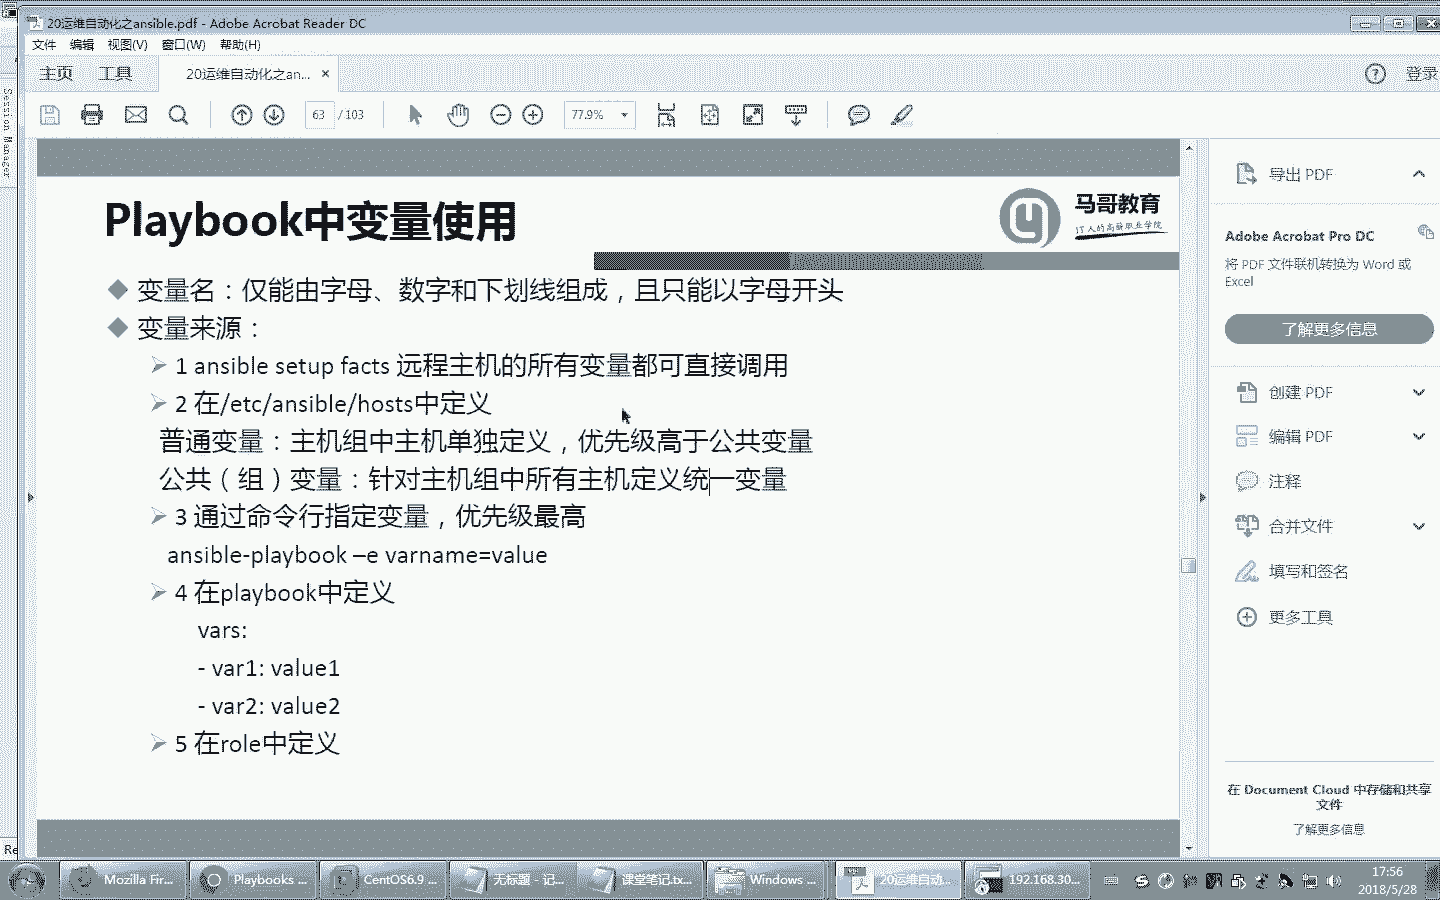 20运维自动化之ansible.pdf - Adobe Acrobat Reader DC
文件 编辑 视图(V) 窗口(W) 帮助(H)
主页 工具 20运维自动化之an... × ? 登录
63 / 103 77.9%
Session Manager
Playbook中变量使用
马哥教育
IT人的高薪职业学院
变量名：仅能由字母、数字和下划线组成，且只能以字母开头
变量来源：
1 ansible setup facts 远程主机的所有变量都可直接调用
2 在/etc/ansible/hosts中定义
普通变量：主机组中主机单独定义，优先级高于公共变量
公共（组）变量：针对主机组中所有主机定义统一变量
3 通过命令行指定变量，优先级最高
ansible-playbook –e varname=value
4 在playbook中定义
vars:
- var1: value1
- var2: value2
5 在role中定义
导出 PDF
Adobe Acrobat Pro DC
将 PDF 文件联机转换为 Word 或
Excel
了解更多信息
创建 PDF
编辑 PDF
注释
合并文件
填写和签名
更多工具
在 Document Cloud 中存储和共享
文件
了解更多信息
Re
Mozilla Fir... Playbooks ... CentOS6.9 ... 无标题 - 记... 课堂笔记.tx... Windows ... 20运维自动... 192.168.30...
17:56
2018/5/28